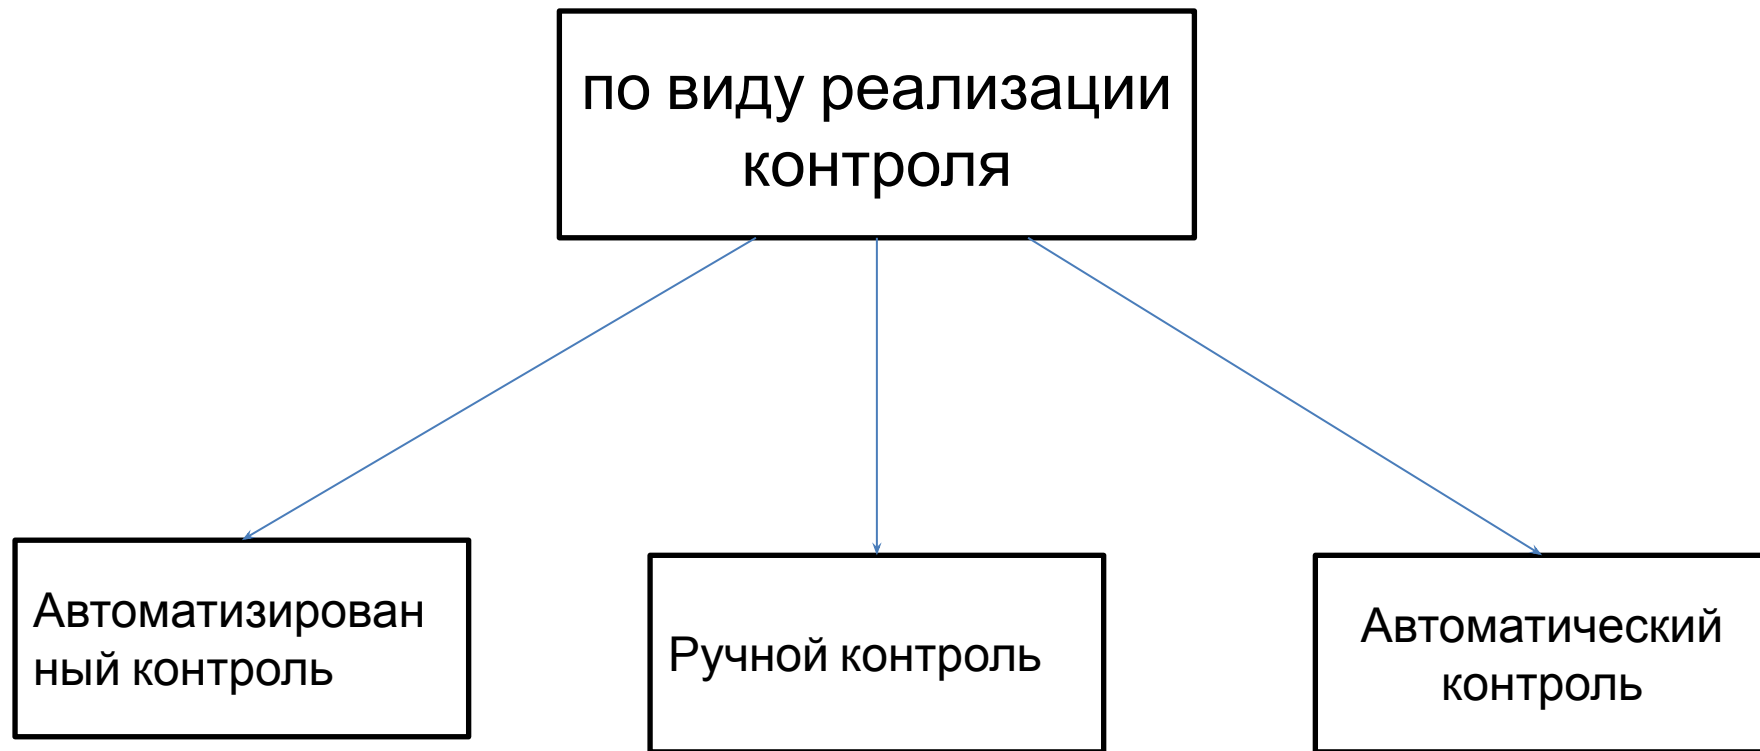 по виду реализации
контроля
Автоматизирован
ный контроль
Ручной контроль
Автоматический
контроль